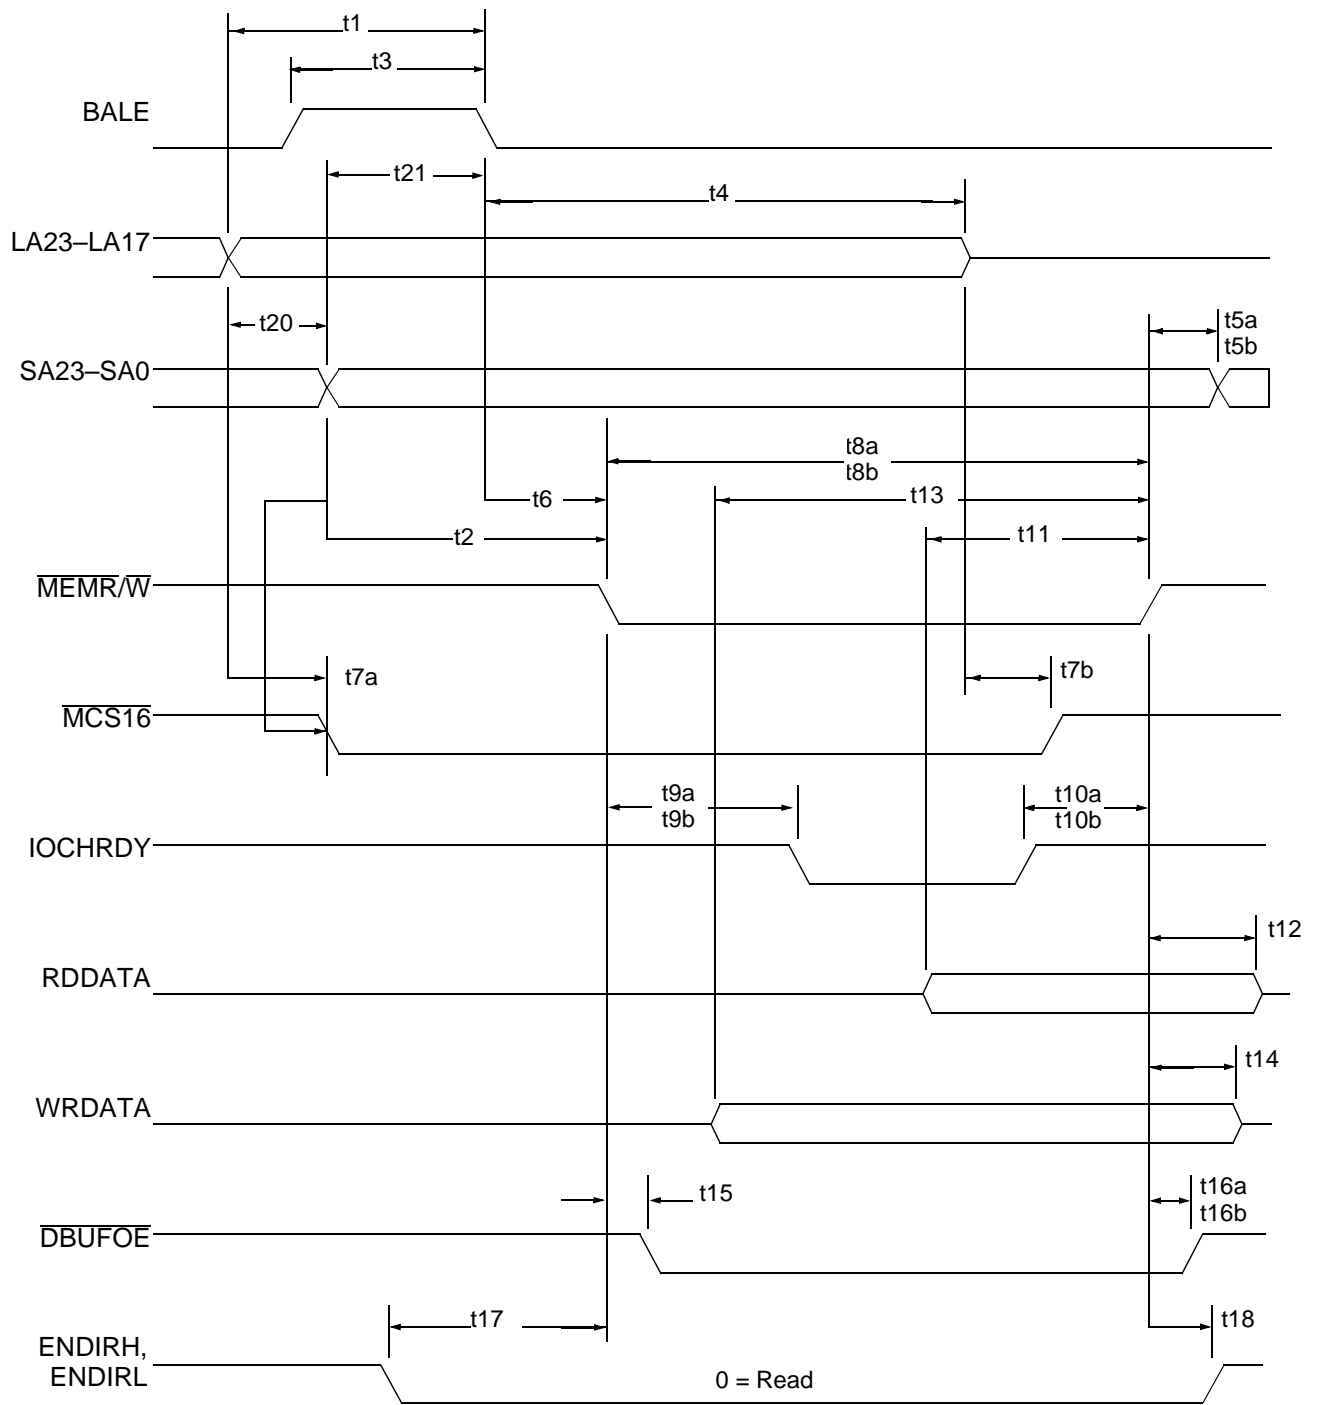 t1
t3
BALE
t21
t4
LA23–LA17
t20
t5a
t5b
SA23–SA0
t8a
t8b
t6
t13
t2
t11
MEMR/W
t7a
t7b
MCS16
t9a
t9b
t10a
t10b
IOCHRDY
t12
RDDATA
t14
WRDATA
t15
t16a
t16b
DBUFOE
t17
t18
ENDIRH,
ENDIRL
0 = Read